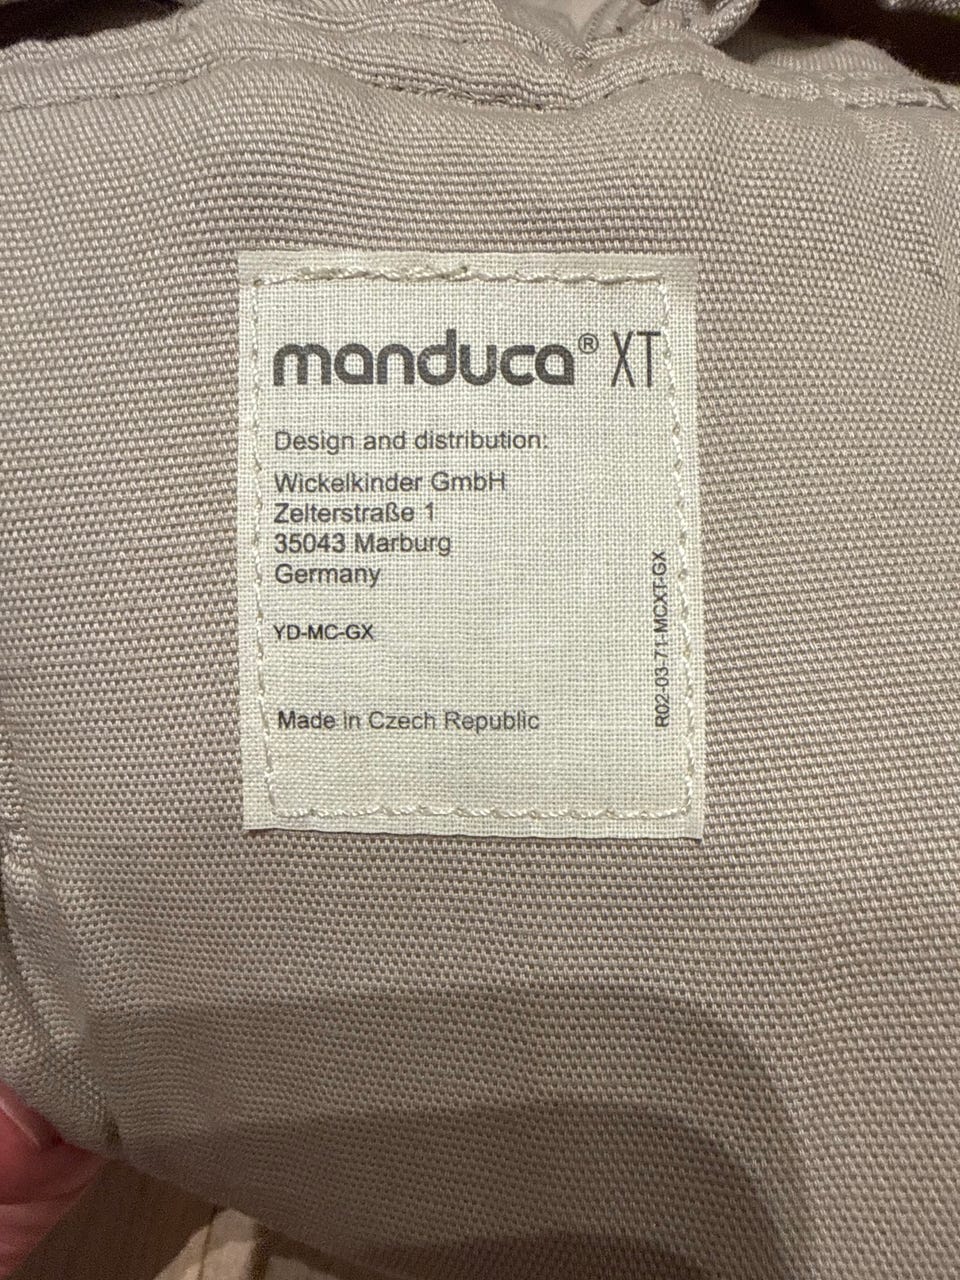 manduca® XT
Design and distribution:
Wickelkinder GmbH
Zelterstraße 1
35043 Marburg
Germany
YD-MC-GX
Made in Czech Republic
R02-03-71-MCXT-GX